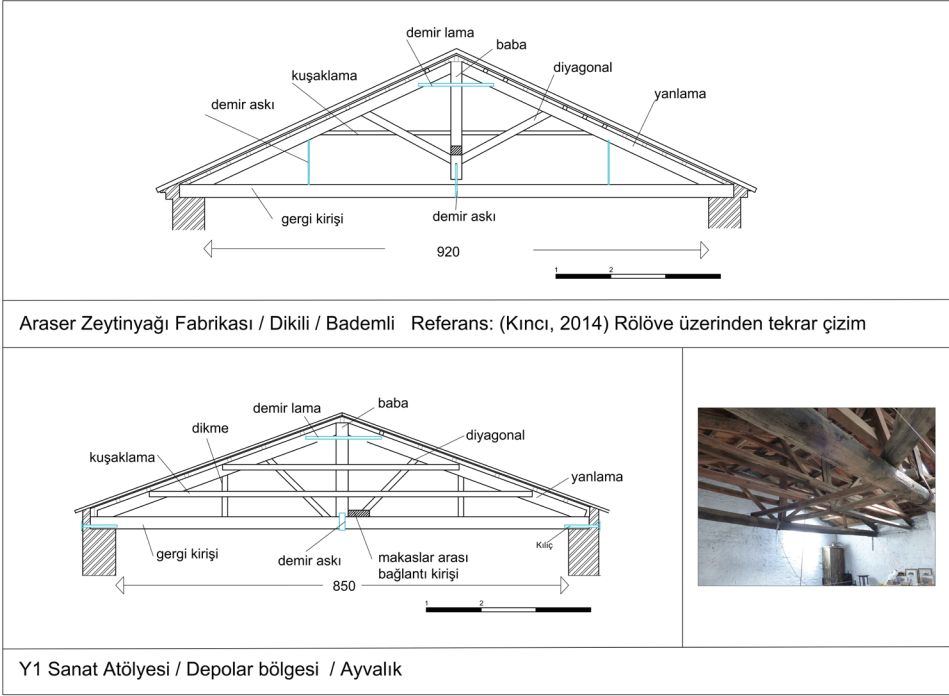 demir lama
baba
kuşaklama
diyagonal
demir askı
yanlama
gergi kirişi
demir askı
920
1
2
Araser Zeytinyağı Fabrikası / Dikili / Bademli Referans: (Kıncı, 2014) Rölöve üzerinden tekrar çizim
demir lama
baba
dikme
diyagonal
kuşaklama
yanlama
gergi kirişi
demir askı
makaslar arası
bağlantı kirişi
Kılıç
850
1
2
Y1 Sanat Atölyesi / Depolar bölgesi / Ayvalık